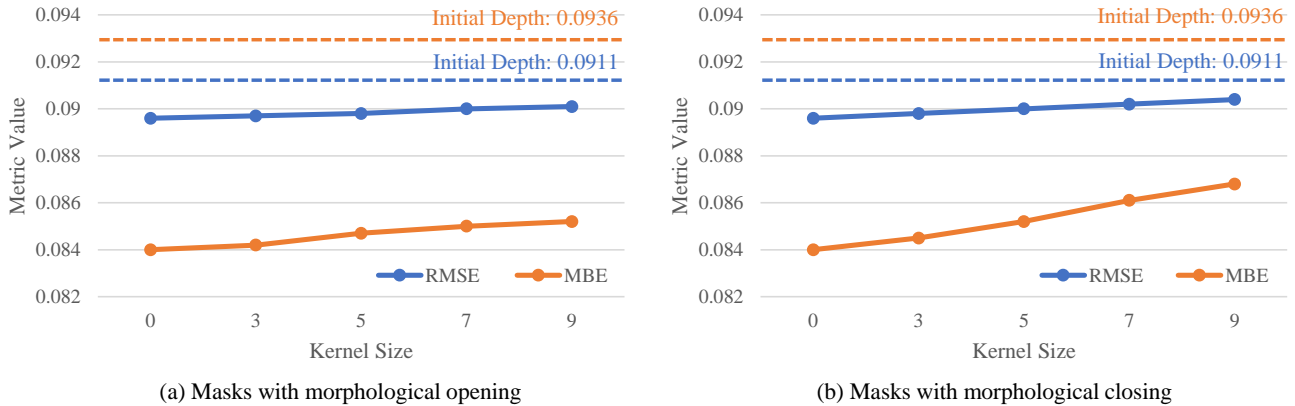 0.094
0.092
0.09
0.088
0.086
0.084
0.082
Metric Value
Initial Depth: 0.0936
Initial Depth: 0.0911
RMSE MBE
0 3 5 7 9
Kernel Size
(a) Masks with morphological opening
0.094
0.092
0.09
0.088
0.086
0.084
0.082
Metric Value
Initial Depth: 0.0936
Initial Depth: 0.0911
RMSE MBE
0 3 5 7 9
Kernel Size
(b) Masks with morphological closing